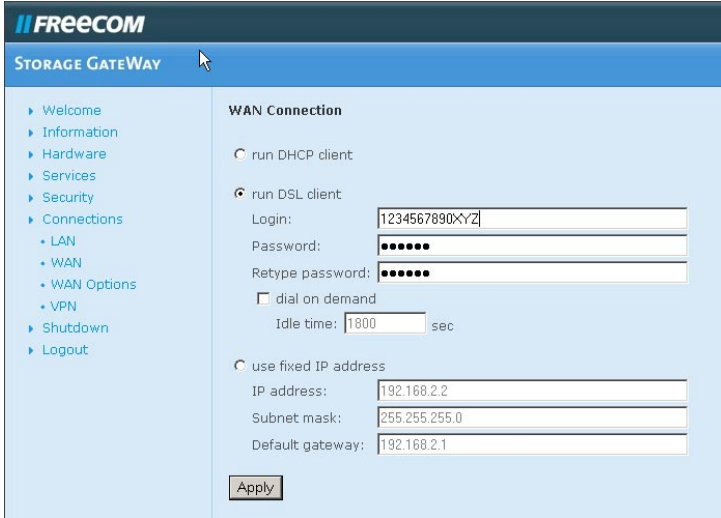 FREECOM
STORAGE GATEWAY
Welcome
Information
Hardware
Services
Security
Connections
LAN
WAN
WAN Options
VPN
Shutdown
Logout
WAN Connection
run DHCP client
run DSL client
Login: 1234567890XYZ
Password: ●●●●●●
Retype password: ●●●●●●
dial on demand
Idle time: 1800 sec
use fixed IP address
IP address: 192.168.2.2
Subnet mask: 255.255.255.0
Default gateway: 192.168.2.1
Apply